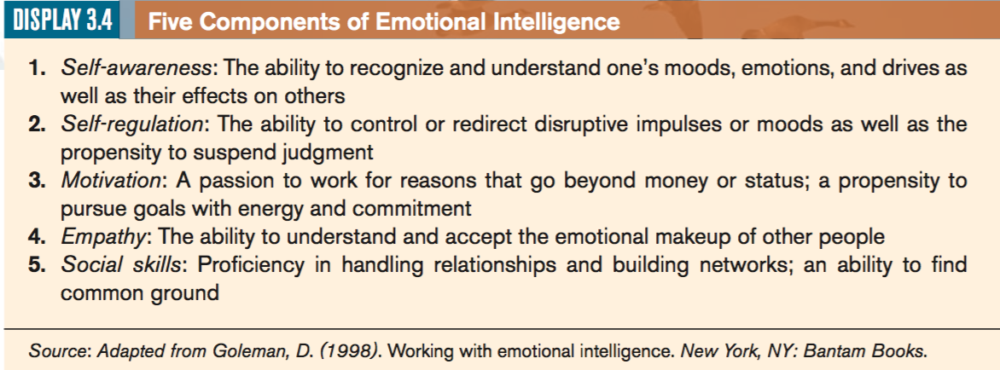 DISPLAY 3.4 Five Components of Emotional Intelligence
1. Self-awareness: The ability to recognize and understand one’s moods, emotions, and drives as
well as their effects on others
2. Self-regulation: The ability to control or redirect disruptive impulses or moods as well as the
propensity to suspend judgment
3. Motivation: A passion to work for reasons that go beyond money or status; a propensity to
pursue goals with energy and commitment
4. Empathy: The ability to understand and accept the emotional makeup of other people
5. Social skills: Proficiency in handling relationships and building networks; an ability to find
common ground
Source: Adapted from Goleman, D. (1998). Working with emotional intelligence. New York, NY: Bantam Books.